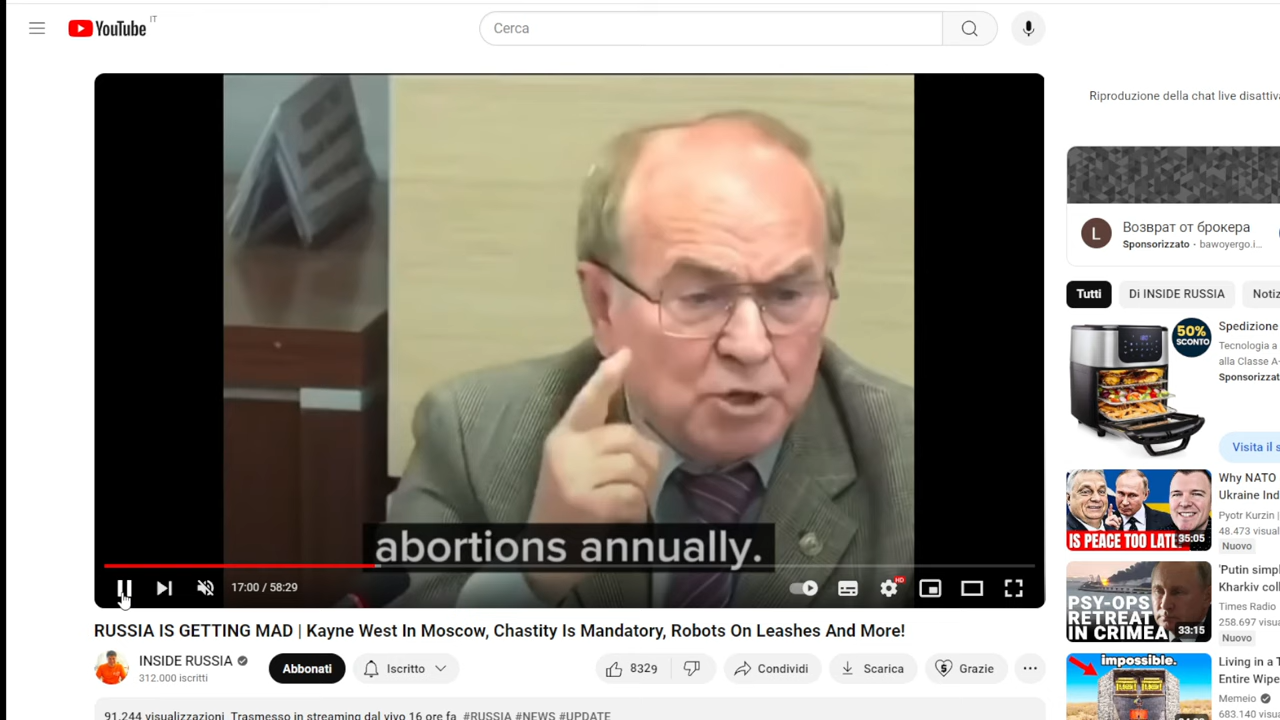 YouTube IT
Cerca
Riproduzione della chat live disattiva
abortions annually.
17:00 / 58:29
HD
RUSSIA IS GETTING MAD | Kayne West In Moscow, Chastity Is Mandatory, Robots On Leashes And More!
INSIDE RUSSIA
312.000 iscritti
Abbonati
Iscritto
8329
Condividi
Scarica
Grazie
91.244 visualizzazioni Trasmesso in streaming dal vivo 16 ore fa #RUSSIA #NEWS #UPDATE
L
Возврат от брокера
Sponsorizzato · bawoyergo.i...
Tutti
Di INSIDE RUSSIA
Notiz
50%
SCONTO
Spedizione
Tecnologia a
alla Classe A-
Sponsorizzat
Visita il s
IS PEACE TOO LATE
35:05
Why NATO
Ukraine Ind
Pyotr Kurzin |
48.473 visual
Nuovo
PSY-OPS
RETREAT
IN CRIMEA
33:15
'Putin simpl
Kharkiv coll
Times Radio
258.697 visua
Nuovo
impossible.
Living in a T
Entire Wipe
Memeio
683.140 visua